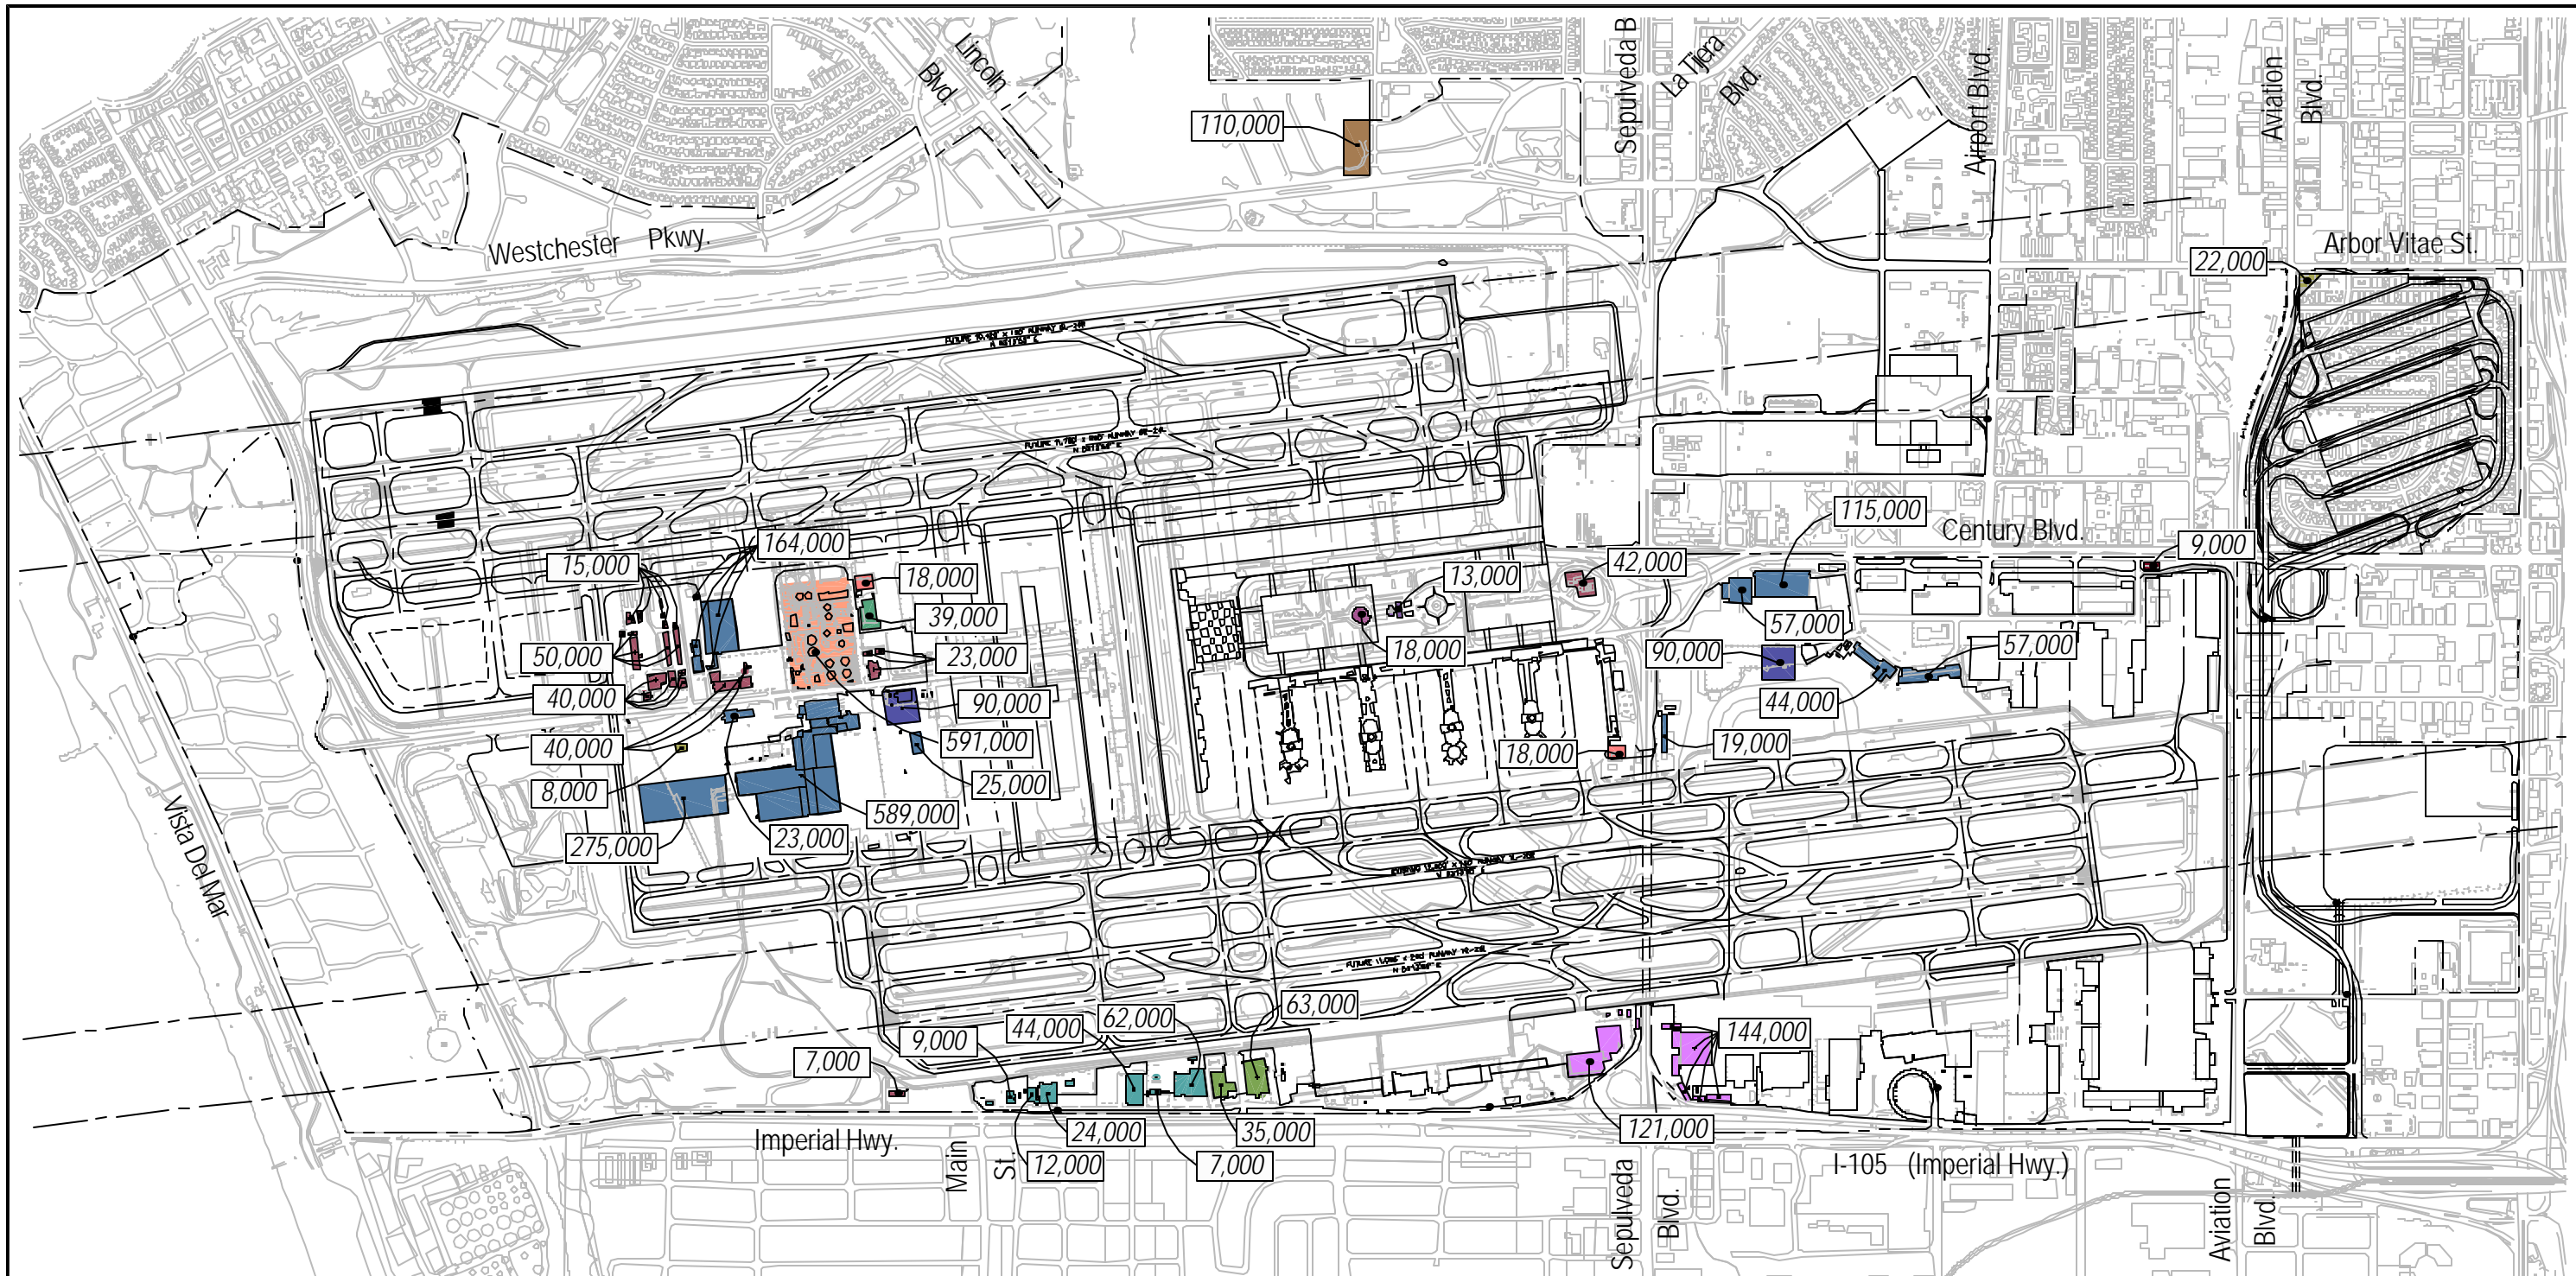 Lincoln
Blvd.
Sepulveda B
La Tijera
Blvd.
Airport Blvd.
Aviation
Blvd.
110,000
Westchester Pkwy.
Arbor Vitae St.
22,000
115,000
Century Blvd.
9,000
164,000
15,000
18,000
13,000
42,000
39,000
57,000
50,000
23,000
18,000
90,000
57,000
40,000
90,000
44,000
40,000
591,000
18,000
19,000
8,000
25,000
589,000
275,000
23,000
Vista Del Mar
63,000
62,000
44,000
9,000
144,000
7,000
24,000
35,000
121,000
Imperial Hwy.
12,000
7,000
I-105 (Imperial Hwy.)
Main
St.
Sepulveda
Blvd.
Aviation
Blvd.